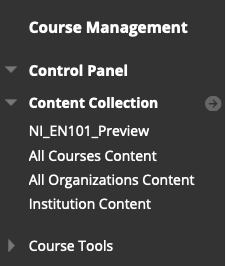 Course Management
Control Panel
Content Collection
NI_EN101_Preview
All Courses Content
All Organizations Content
Institution Content
Course Tools